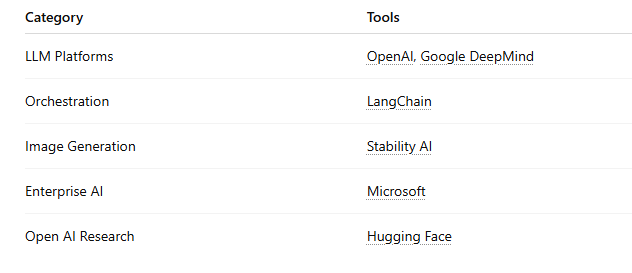 Category Tools
LLM Platforms OpenAI, Google DeepMind
Orchestration LangChain
Image Generation Stability AI
Enterprise AI Microsoft
Open AI Research Hugging Face